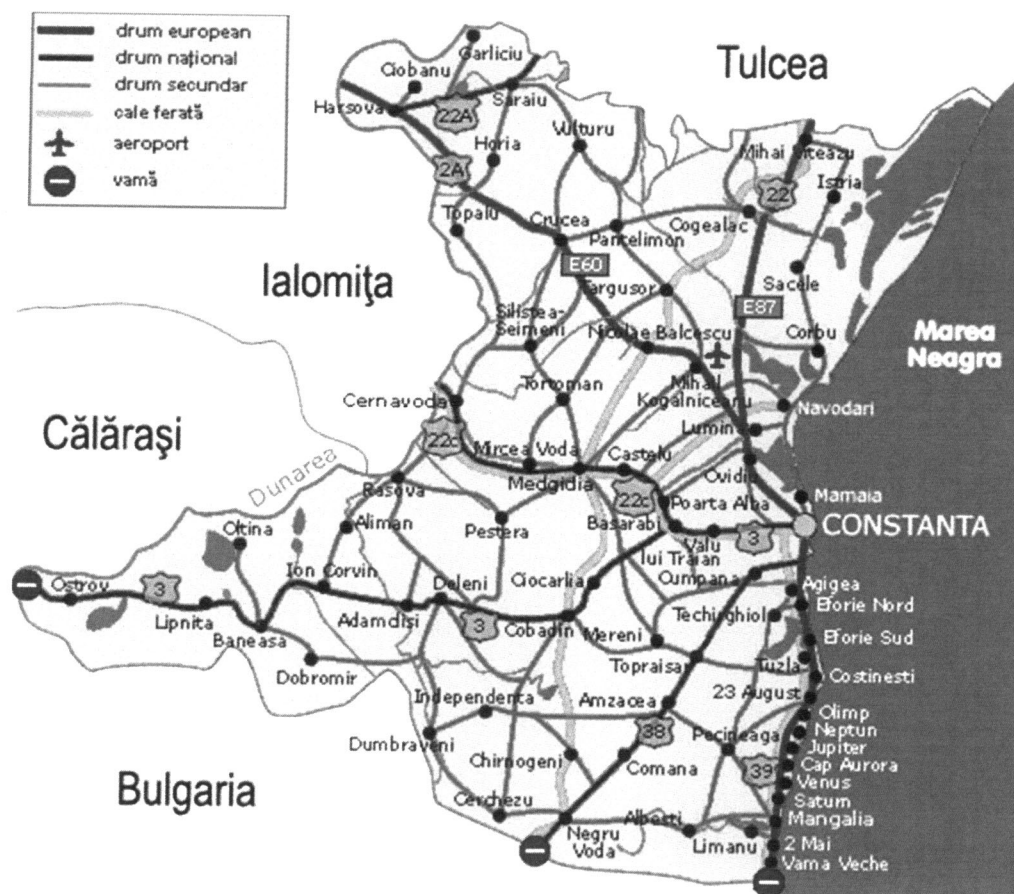 drum european
drum național
drum secundar
cale ferată
aeroport
vamă
Tulcea
Garliciu
Ciobanu
Harsova
22A
Saraiu
Vulturu
Horia
2A
Mihai Viteazu
22
Istria
Topalu
Crucea
Pantelimon
Cogealac
E60
Ialomiţa
Targusor
Sacele
E87
Silistea-
Seimeni
Nicolae Balcescu
Corbu
Marea
Neagra
Tortoman
Mihail
Kogalniceanu
Cernavoda
Navodari
Lumina
Călăraşi
22c
Mircea Voda
Castelu
Medgidia
Ovidiu
Dunarea
Rasova
22c
Poarta Alba
Mamaia
Oltina
Aliman
Pestera
Basarabi
CONSTANTA
Valu
lui Traian
3
Ostrov
3
Ion Corvin
Deleni
Ciocarlia
Cumpana
Agigea
Lipnita
Adamclisi
3
Cobadin
Techirghiol
Eforie Nord
Baneasa
Mereni
Eforie Sud
Dobromir
Topraisar
Tuzla
Costinesti
Independenta
Amzacea
23 August
Olimp
Dumbraveni
38
Pecineaga
Neptun
Jupiter
Chirnogeni
Comana
39
Cap Aurora
Bulgaria
Venus
Cerchezu
Saturn
Albesti
Mangalia
Negru
Voda
Limanu
2 Mai
Vama Veche